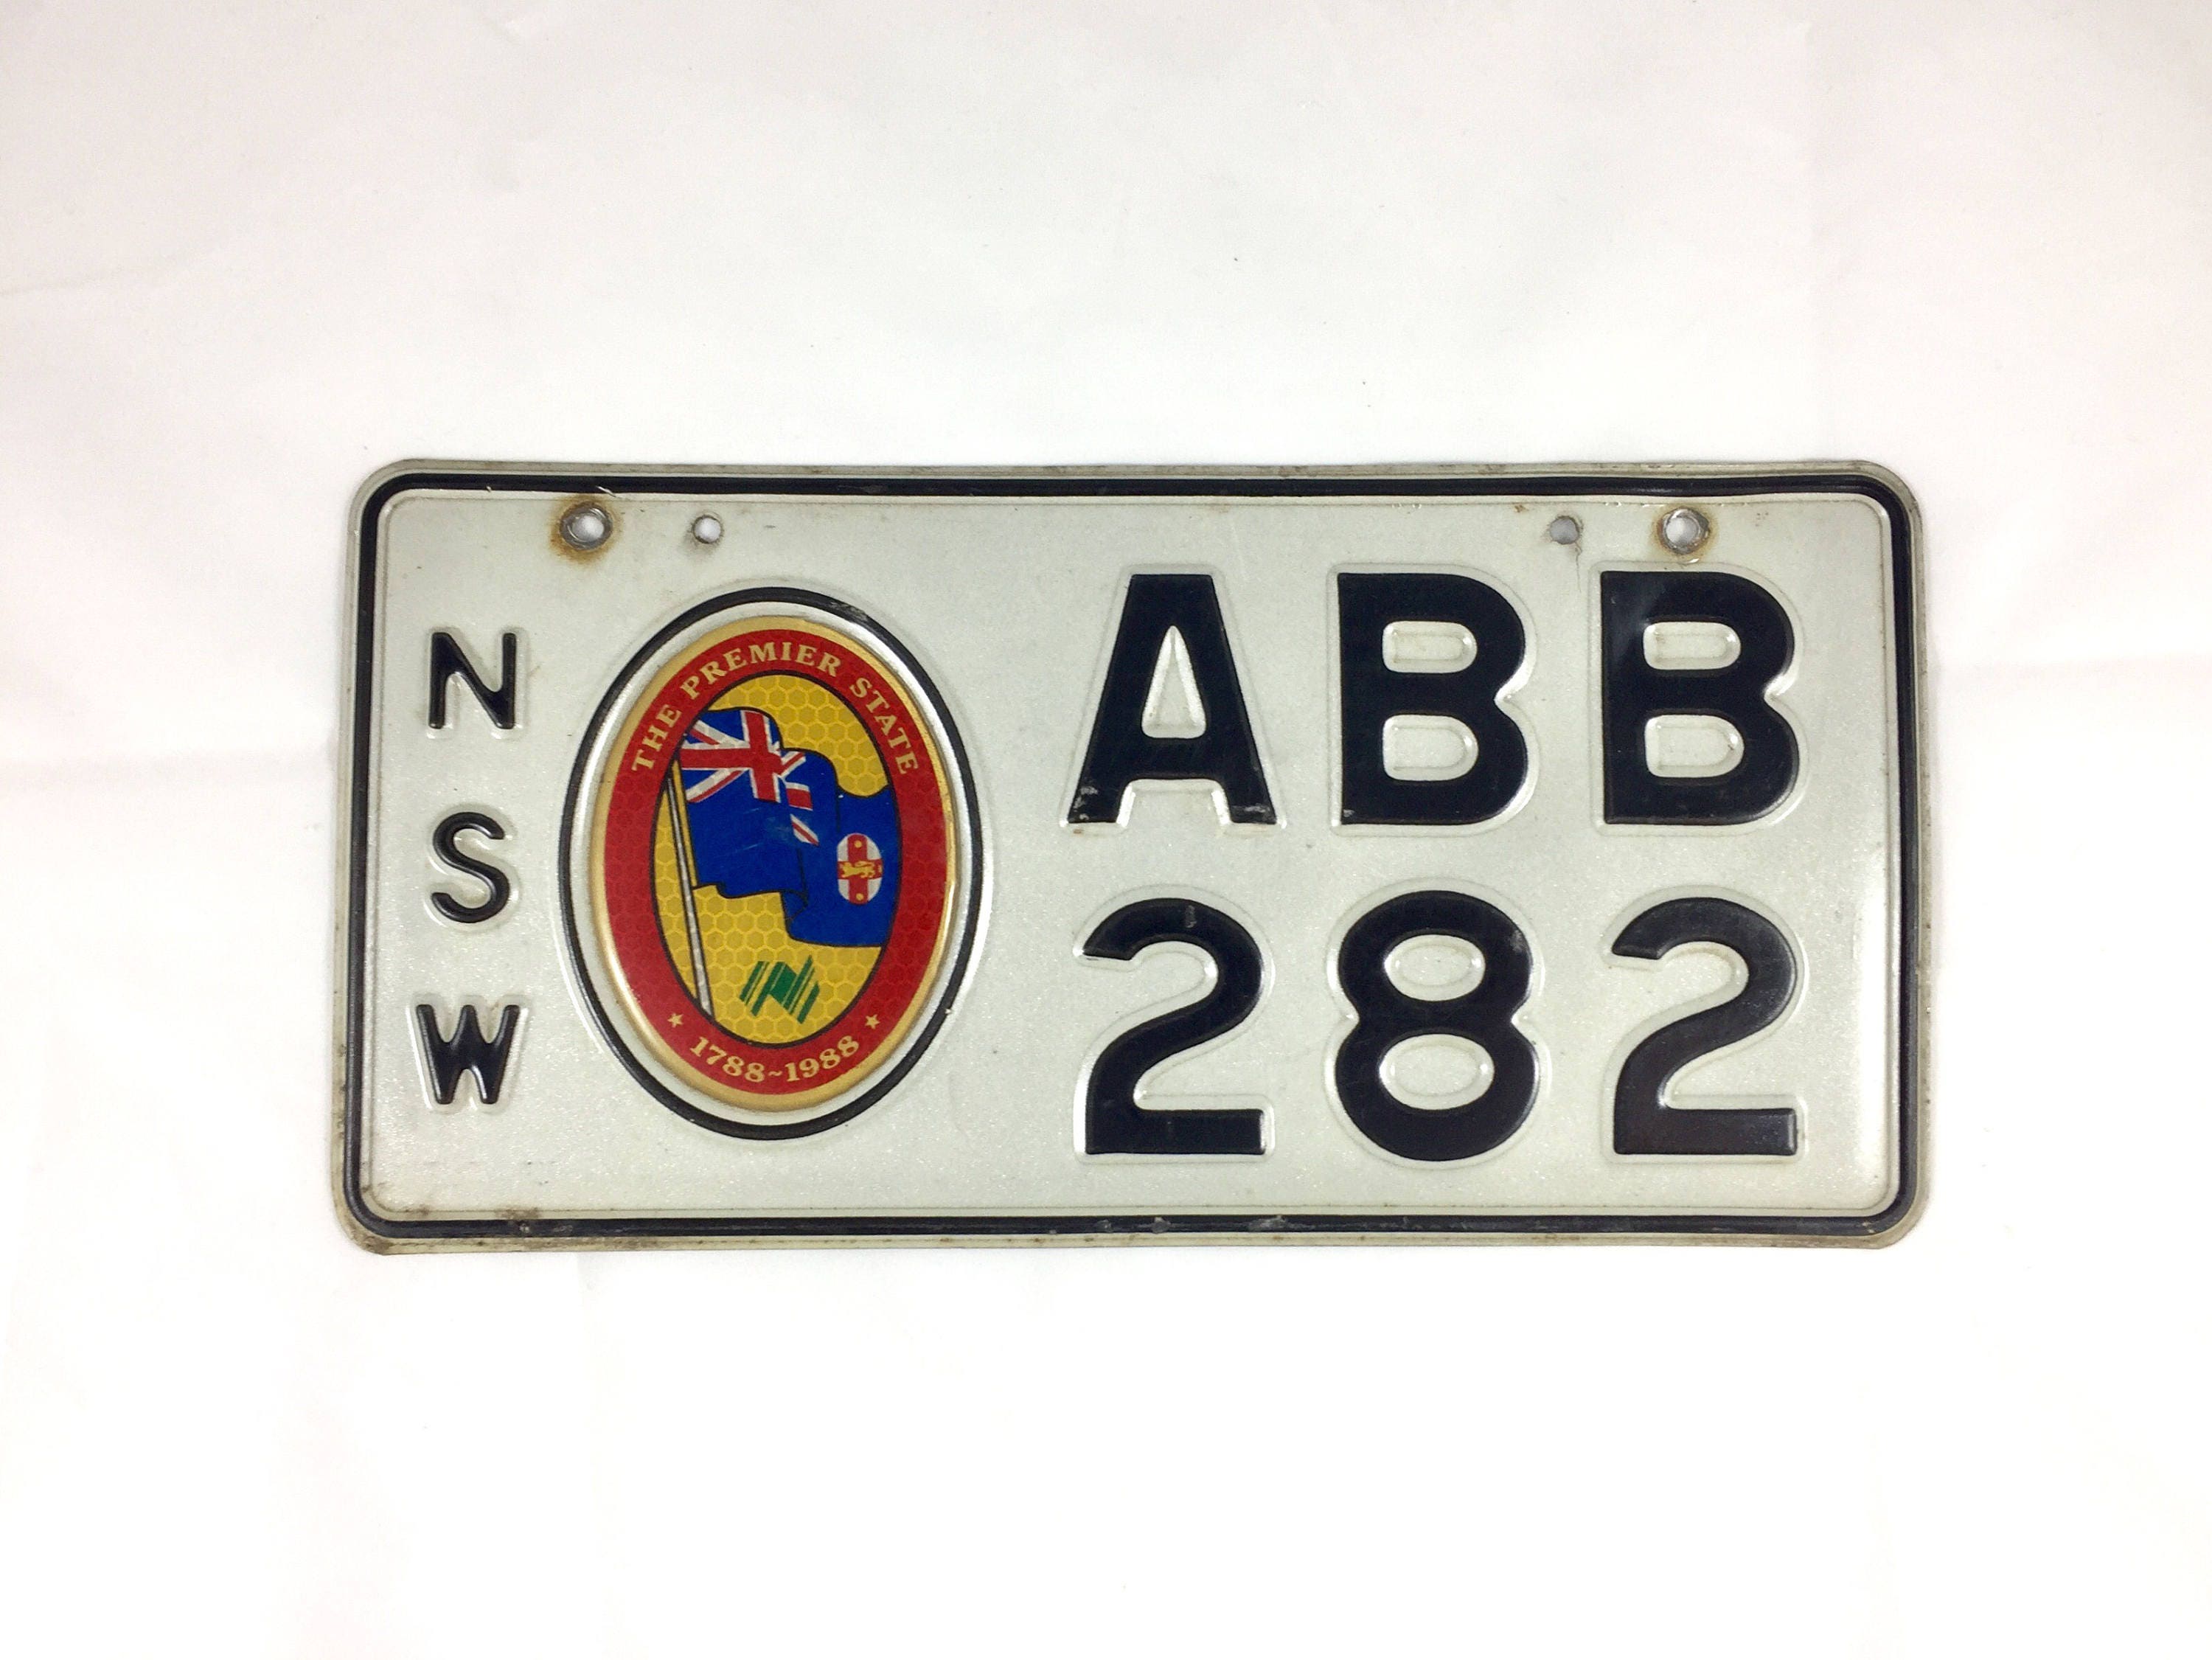 N
S
W
THE PREMIER STATE
★ 1788~1988 ★
ABB
282